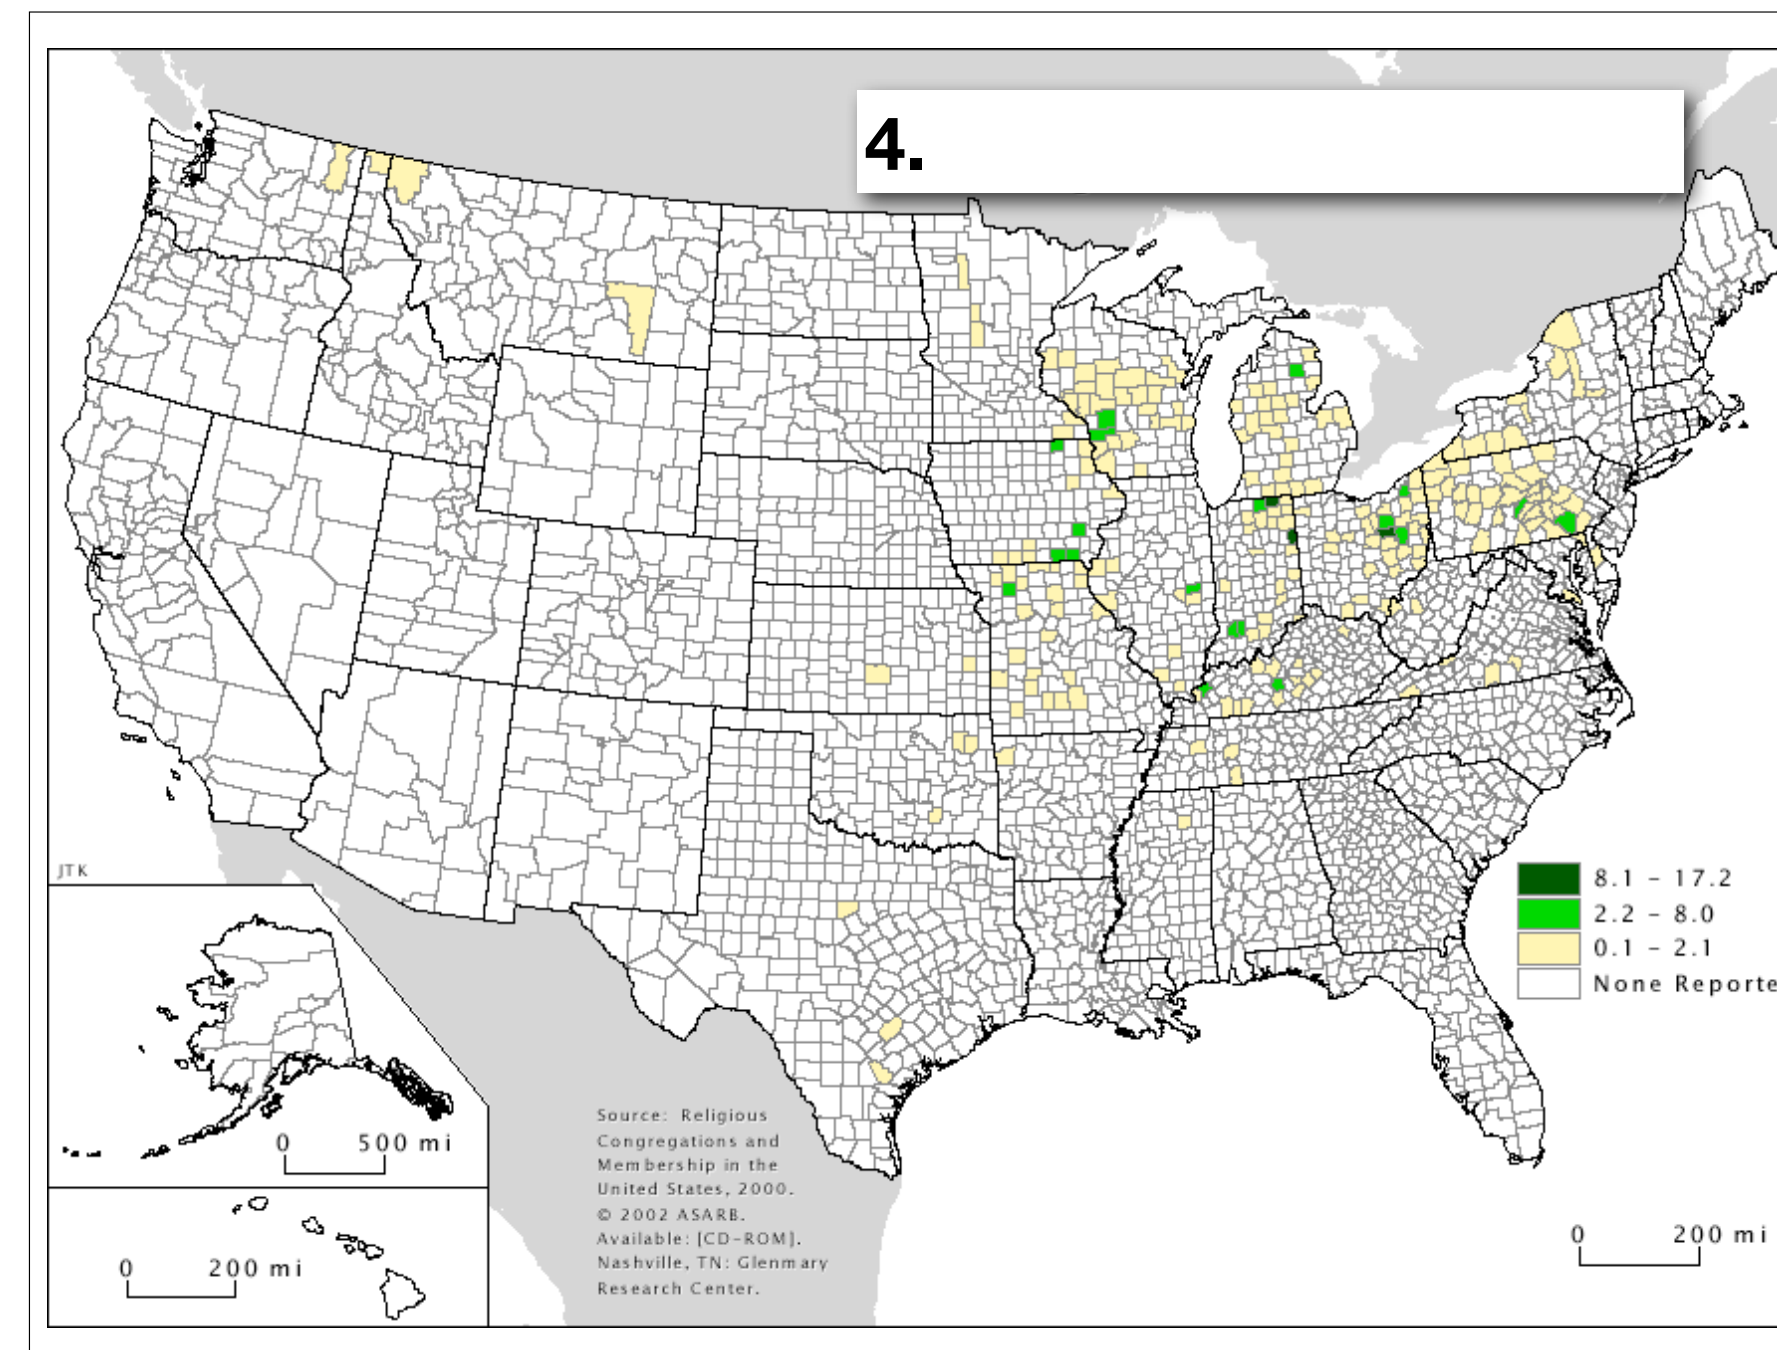 4.
JTK
8.1 - 17.2
2.2 - 8.0
0.1 - 2.1
None Reporte
0 500 mi
0 200 mi
Source: Religious
Congregations and
Membership in the
United States, 2000.
© 2002 ASARB.
Available: [CD-ROM].
Nashville, TN: Glenmary
Research Center.
0 200 mi